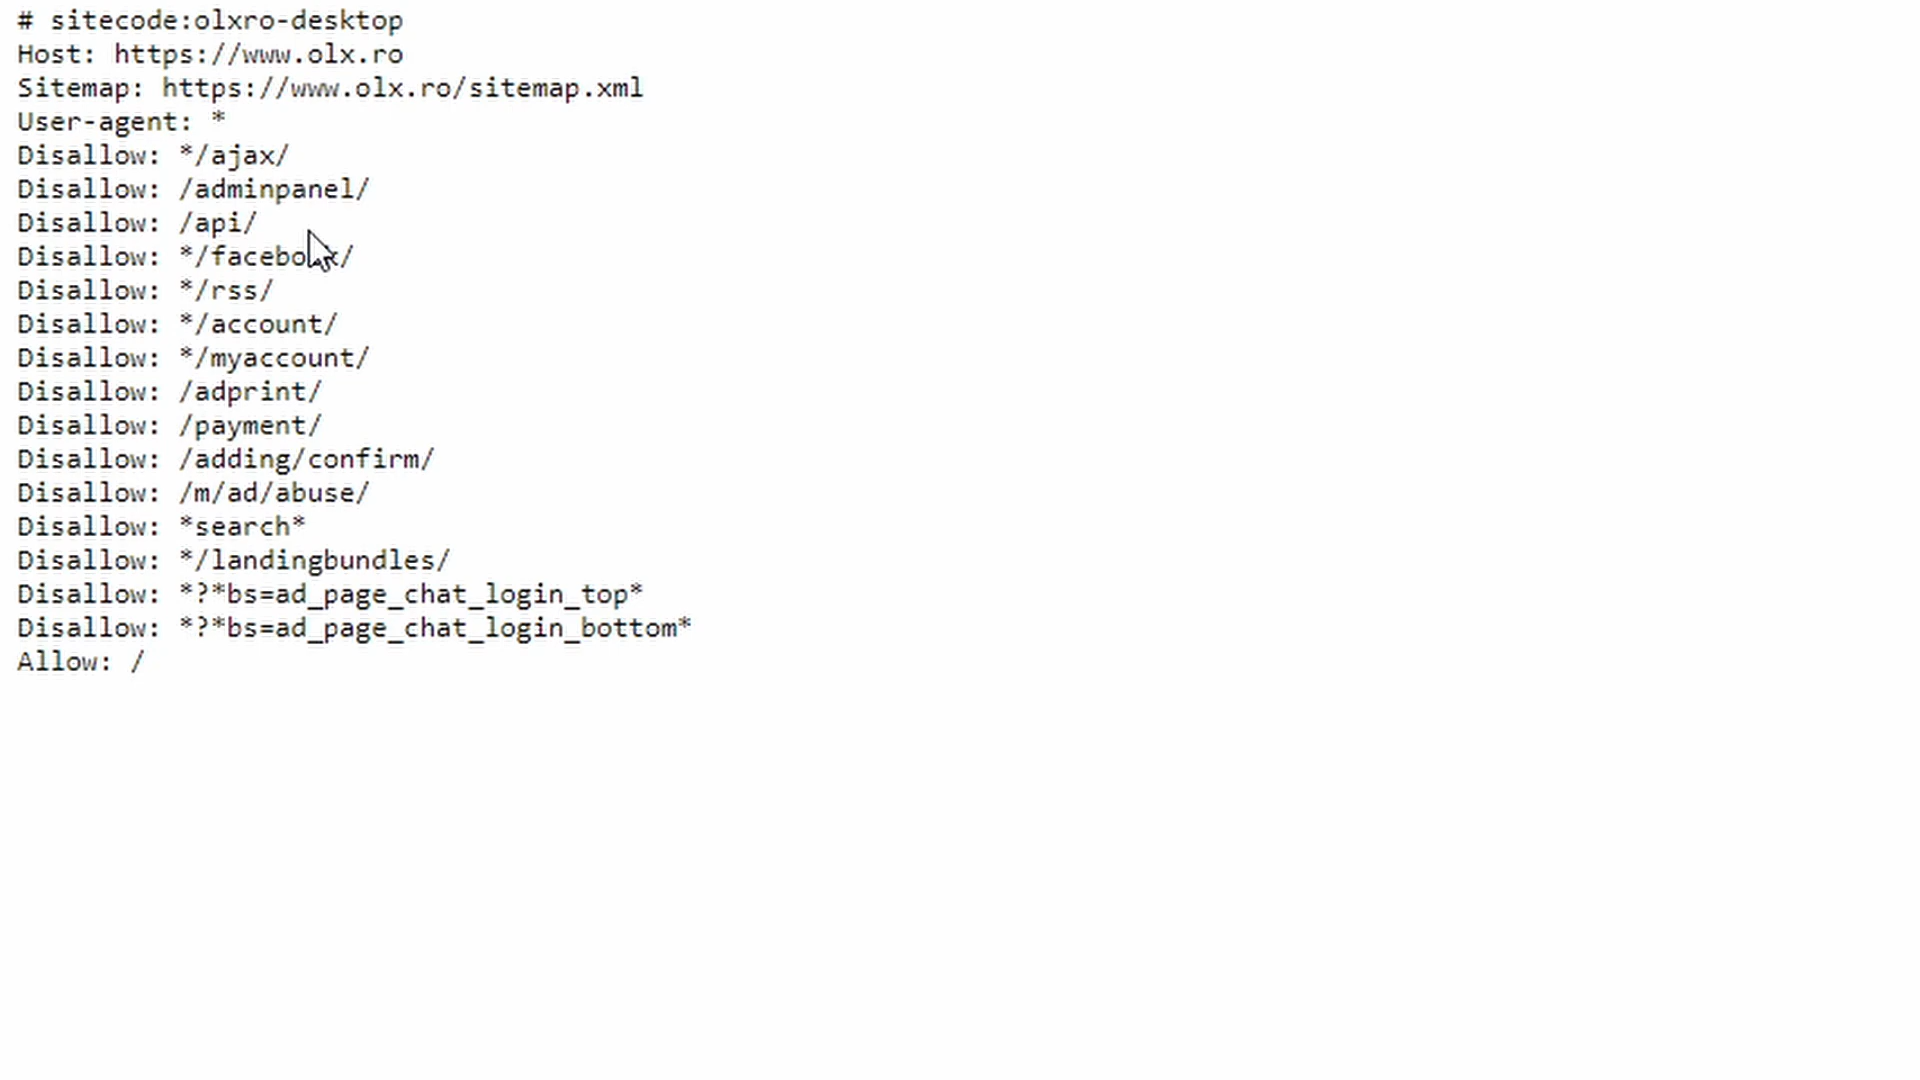 # sitecode:olxro-desktop
Host: https://www.olx.ro
Sitemap: https://www.olx.ro/sitemap.xml
User-agent: *
Disallow: */ajax/
Disallow: /adminpanel/
Disallow: /api/
Disallow: */facebook/
Disallow: */rss/
Disallow: */account/
Disallow: */myaccount/
Disallow: /adprint/
Disallow: /payment/
Disallow: /adding/confirm/
Disallow: /m/ad/abuse/
Disallow: *search*
Disallow: */landingbundles/
Disallow: *?*bs=ad_page_chat_login_top*
Disallow: *?*bs=ad_page_chat_login_bottom*
Allow: /